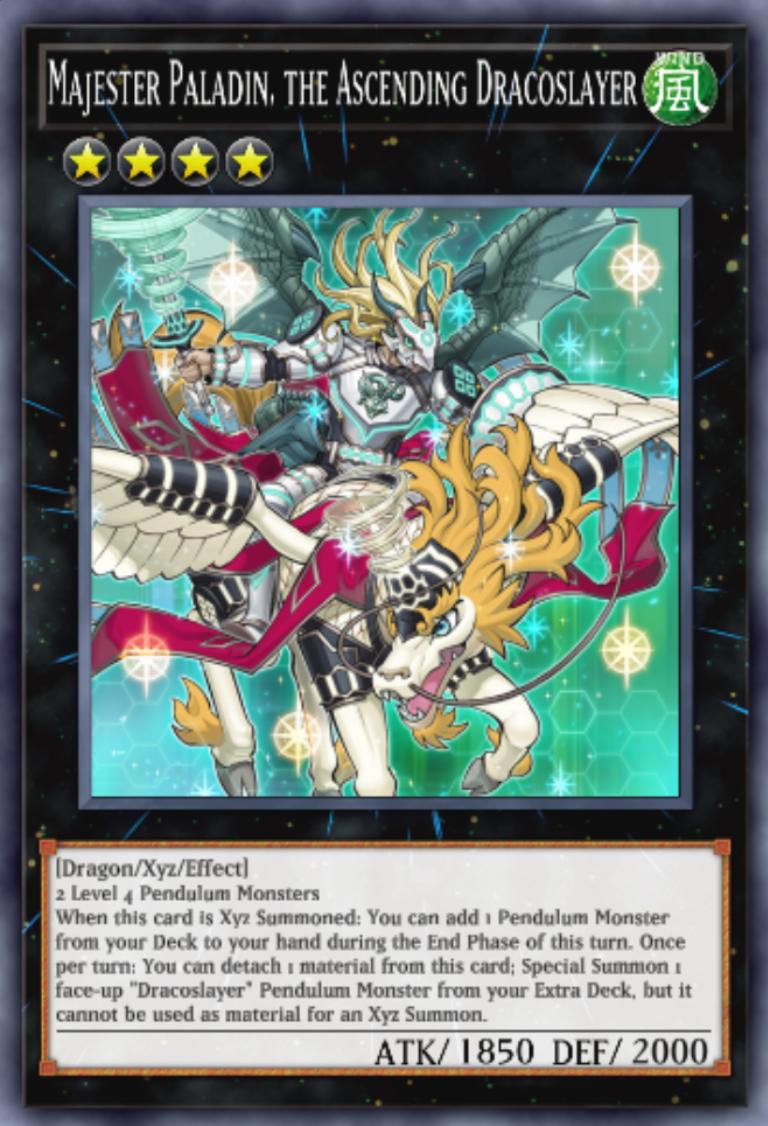 Majester Paladin, the Ascending Dracoslayer
WIND
風
[Dragon/Xyz/Effect]
2 Level 4 Pendulum Monsters
When this card is Xyz Summoned: You can add 1 Pendulum Monster
from your Deck to your hand during the End Phase of this turn. Once
per turn: You can detach 1 material from this card; Special Summon 1
face-up "Dracoslayer" Pendulum Monster from your Extra Deck, but it
cannot be used as material for an Xyz Summon.
ATK/ 1850 DEF/ 2000